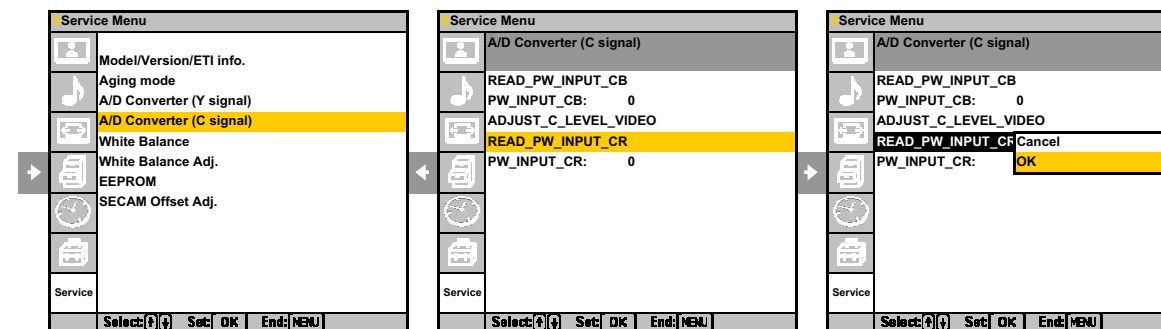 Service Menu
Model/Version/ETI info.
Aging mode
A/D Converter (Y signal)
A/D Converter (C signal)
White Balance
White Balance Adj.
EEPROM
SECAM Offset Adj.
Service
Select: Set: OK End: MENU
Service Menu
A/D Converter (C signal)
READ_PW_INPUT_CB
PW_INPUT_CB: 0
ADJUST_C_LEVEL_VIDEO
READ_PW_INPUT_CR
PW_INPUT_CR: 0
Service
Select: Set: OK End: MENU
Service Menu
A/D Converter (C signal)
READ_PW_INPUT_CB
PW_INPUT_CB: 0
ADJUST_C_LEVEL_VIDEO
READ_PW_INPUT_CR Cancel
PW_INPUT_CR: OK
Service
Select: Set: OK End: MENU